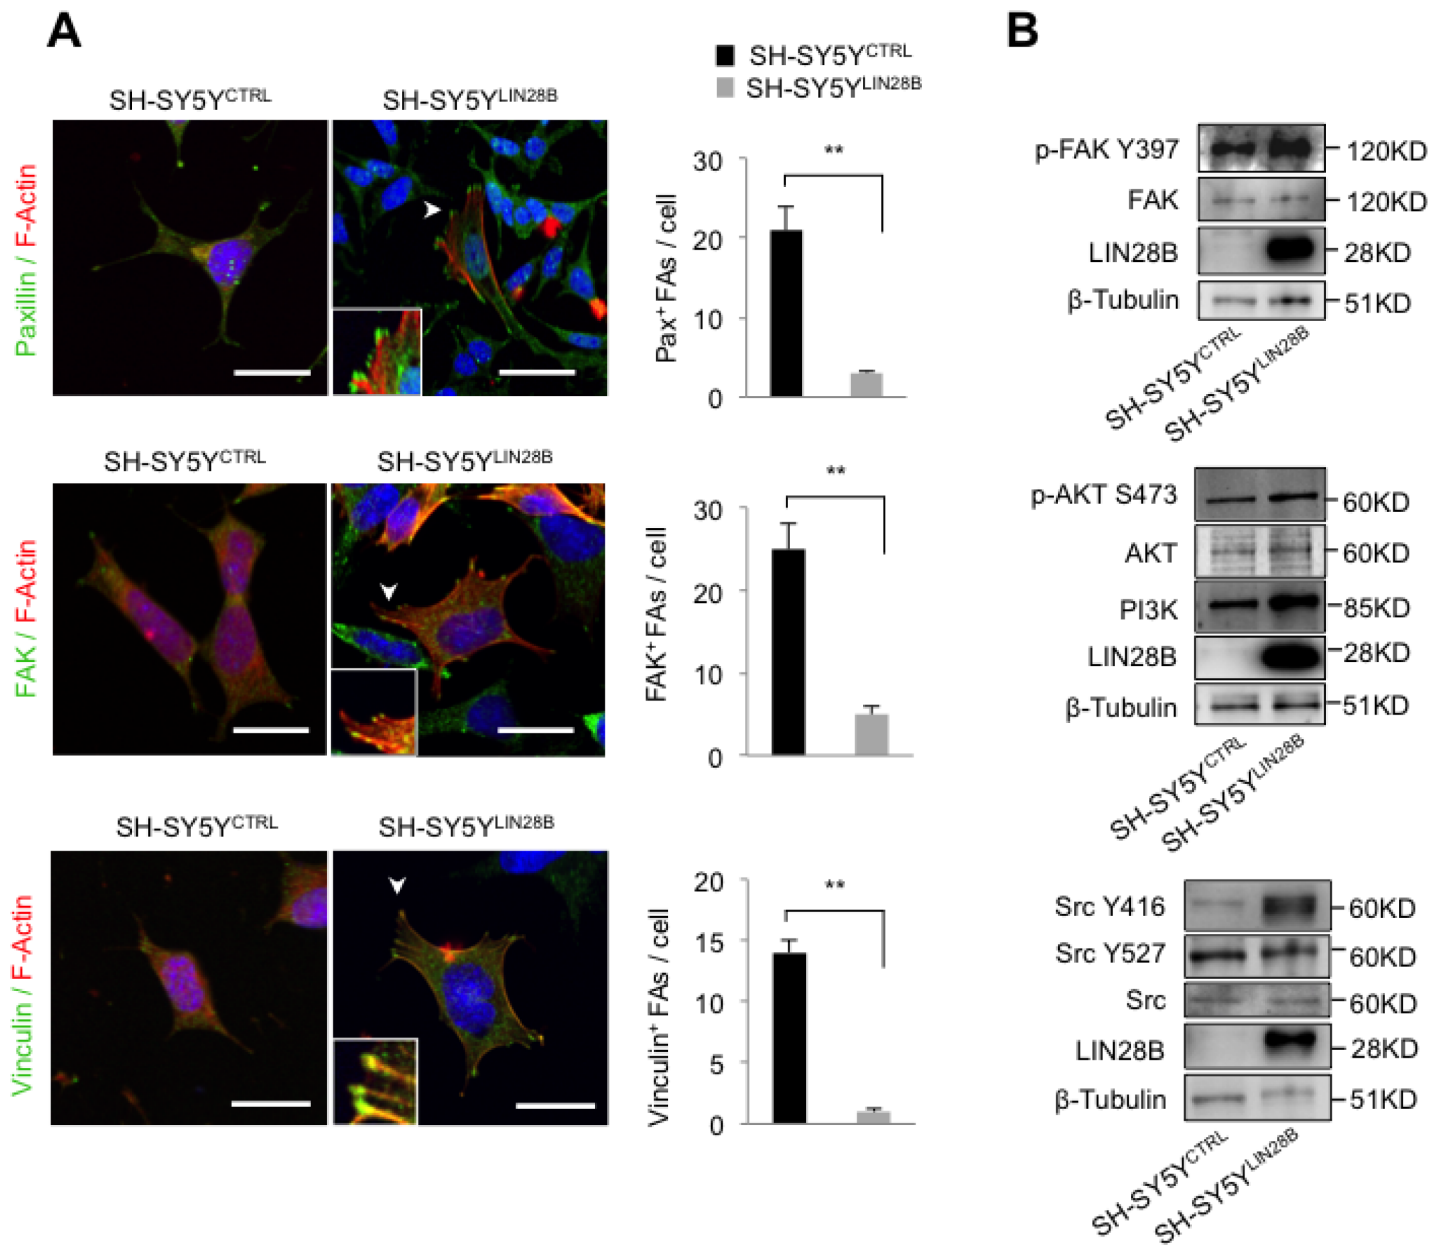 A
SH-SY5YCTRL
SH-SY5YLIN28B
SH-SY5YCTRL
SH-SY5YLIN28B
Paxillin / F-Actin
Pax+ FAs / cell
30
20
10
0
**
SH-SY5YCTRL
SH-SY5YLIN28B
FAK / F-Actin
FAK+ FAs / cell
30
20
10
0
**
SH-SY5YCTRL
SH-SY5YLIN28B
Vinculin / F-Actin
Vinculin+ FAs / cell
20
15
10
5
0
**
B
p-FAK Y397 120KD
FAK 120KD
LIN28B 28KD
β-Tubulin 51KD
SH-SY5YCTRL
SH-SY5YLIN28B
p-AKT S473 60KD
AKT 60KD
PI3K 85KD
LIN28B 28KD
β-Tubulin 51KD
SH-SY5YCTRL
SH-SY5YLIN28B
Src Y416 60KD
Src Y527 60KD
Src 60KD
LIN28B 28KD
β-Tubulin 51KD
SH-SY5YCTRL
SH-SY5YLIN28B